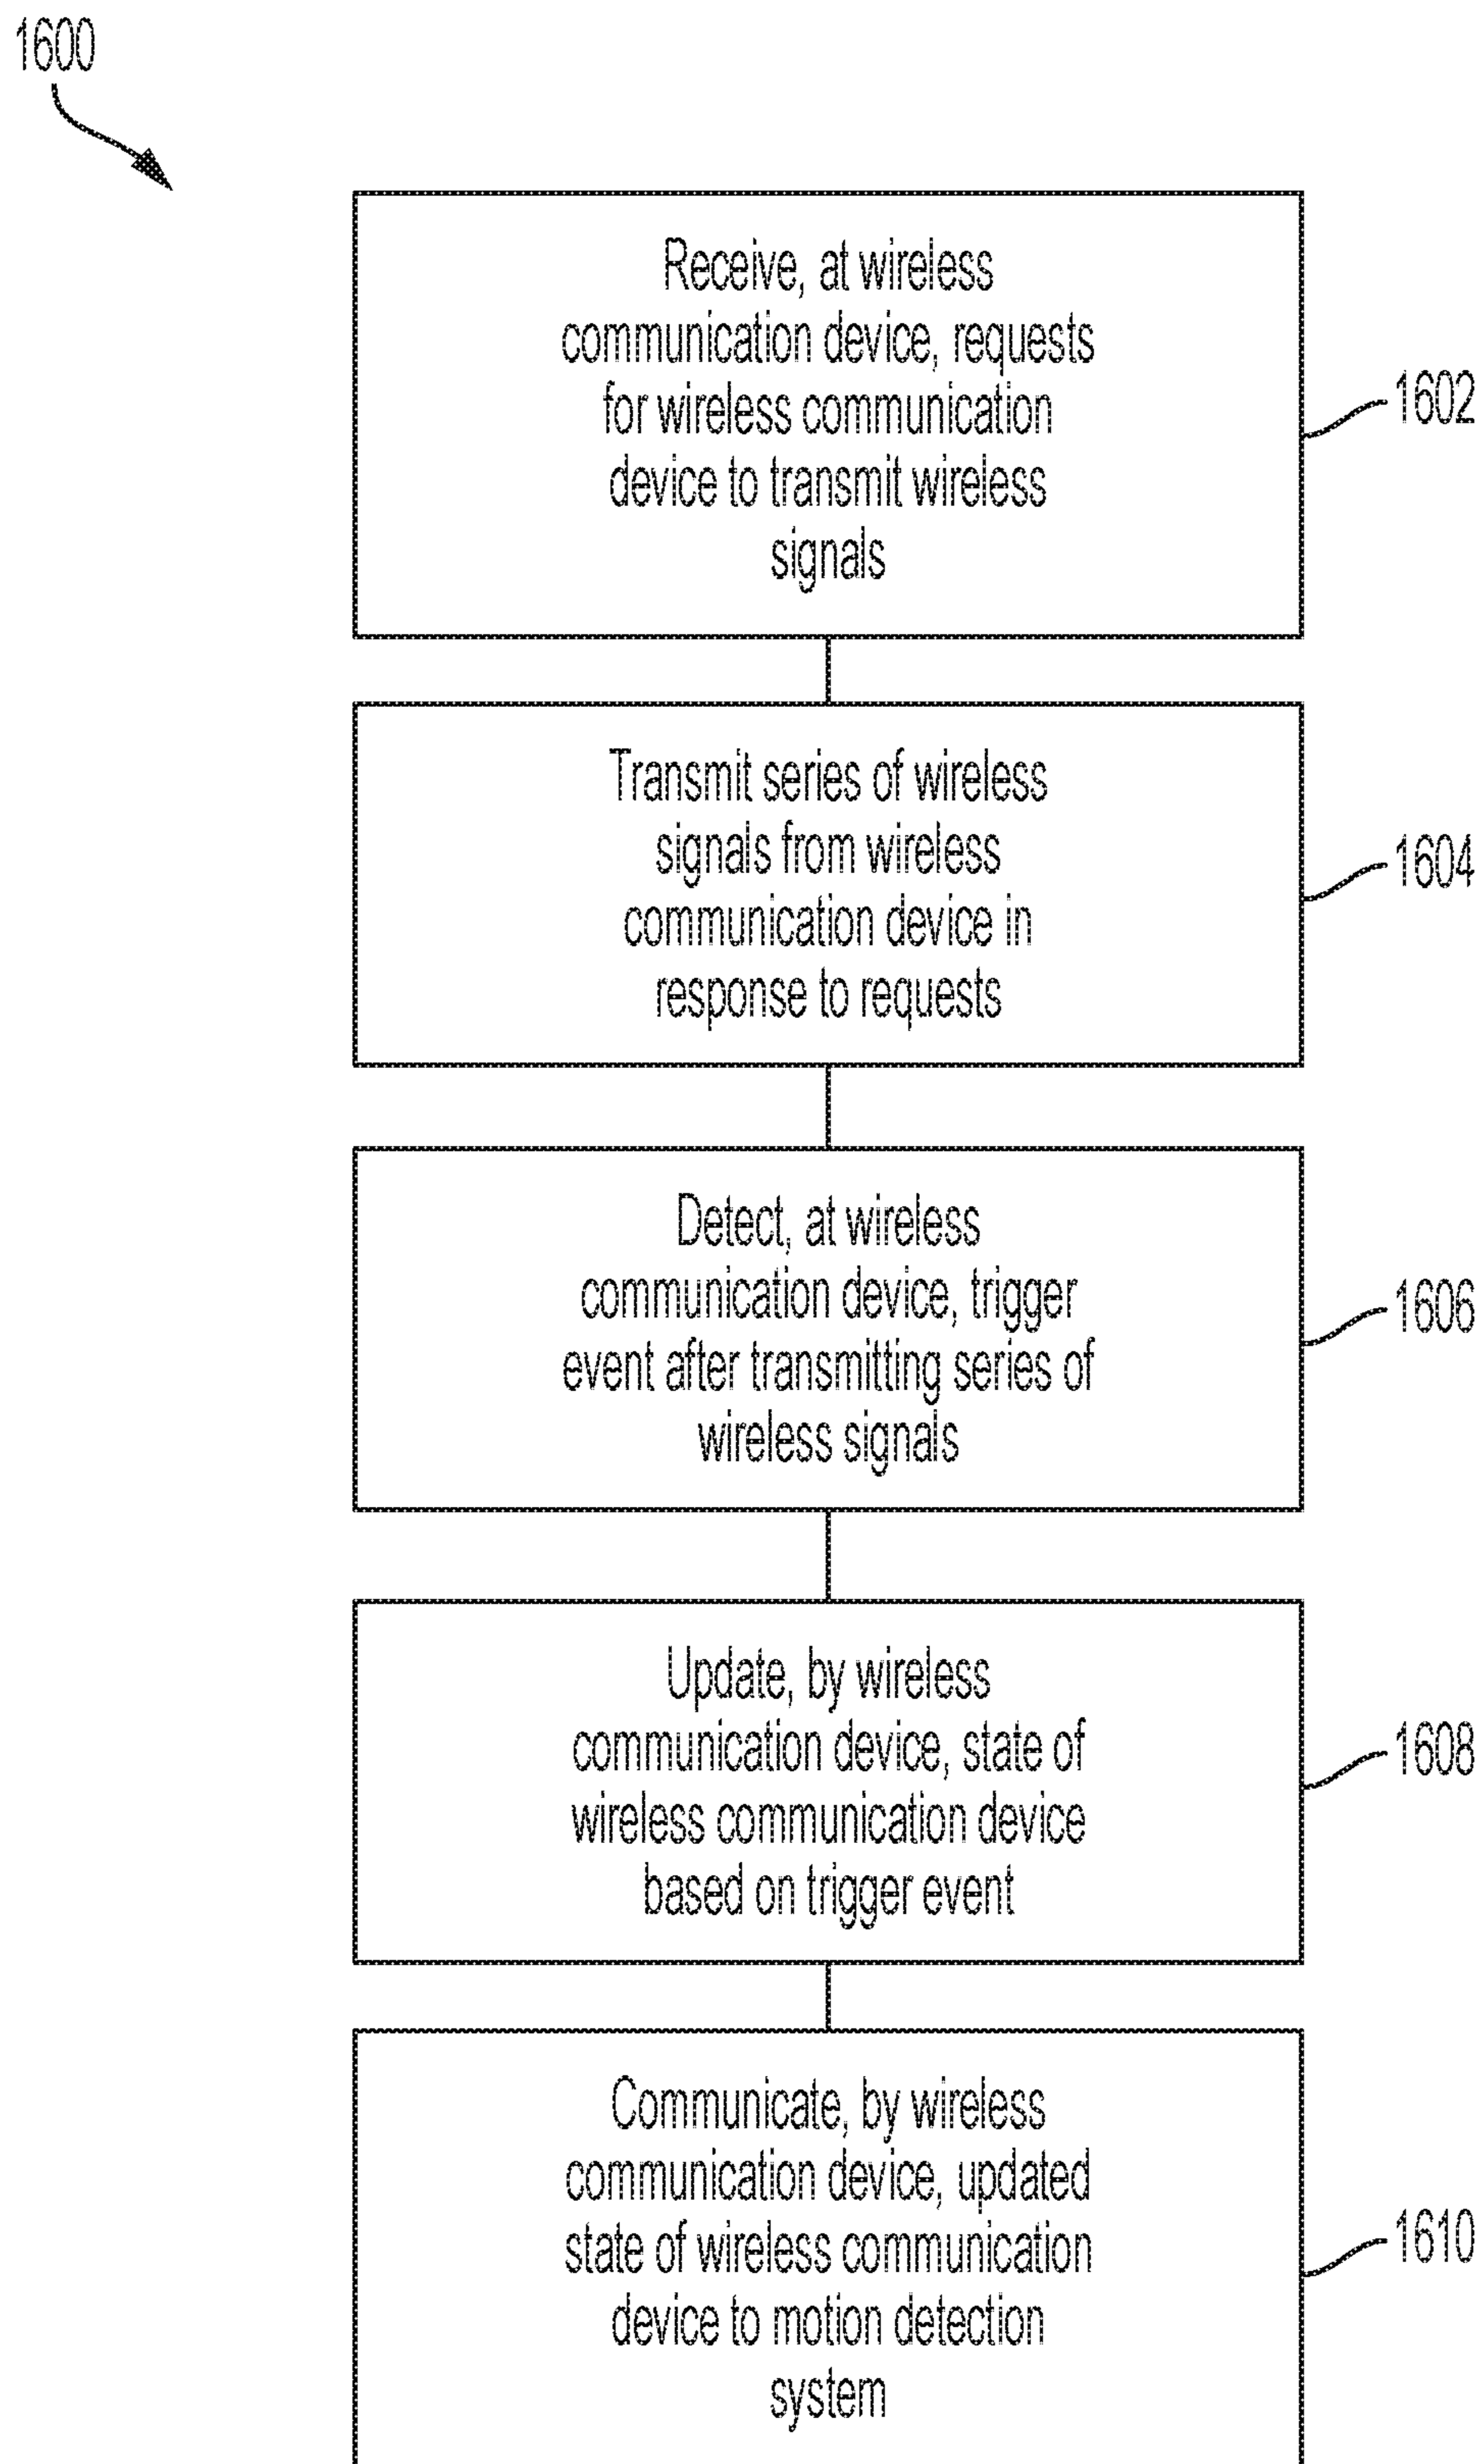 1600
Receive, at wireless
communication device, requests
for wireless communication
device to transmit wireless
signals
1602
Transmit series of wireless
signals from wireless
communication device in
response to requests
1604
Detect, at wireless
communication device, trigger
event after transmitting series of
wireless signals
1606
Update, by wireless
communication device, state of
wireless communication device
based on trigger event
1608
Communicate, by wireless
communication device, updated
state of wireless communication
device to motion detection
system
1610